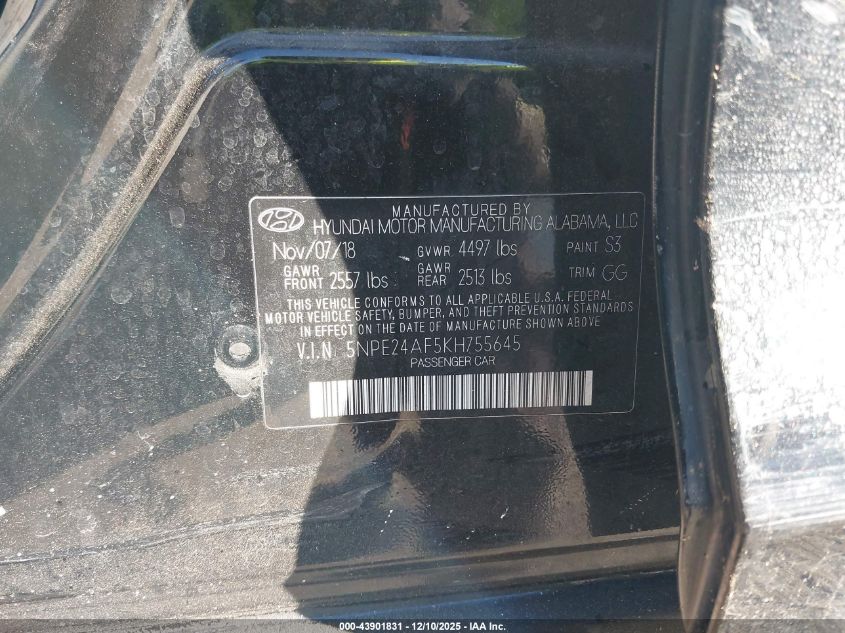 MANUFACTURED BY
HYUNDAI MOTOR MANUFACTURING ALABAMA, LLC
Nov/07/18 GVWR 4497 lbs PAINT S3
GAWR FRONT 2557 lbs GAWR REAR 2513 lbs TRIM GG
THIS VEHICLE CONFORMS TO ALL APPLICABLE U.S.A. FEDERAL
MOTOR VEHICLE SAFETY, BUMPER, AND THEFT PREVENTION STANDARDS
IN EFFECT ON THE DATE OF MANUFACTURE SHOWN ABOVE
V.I.N 5NPE24AF5KH755645
PASSENGER CAR
000-43901831 - 12/10/2025 - IAA Inc.